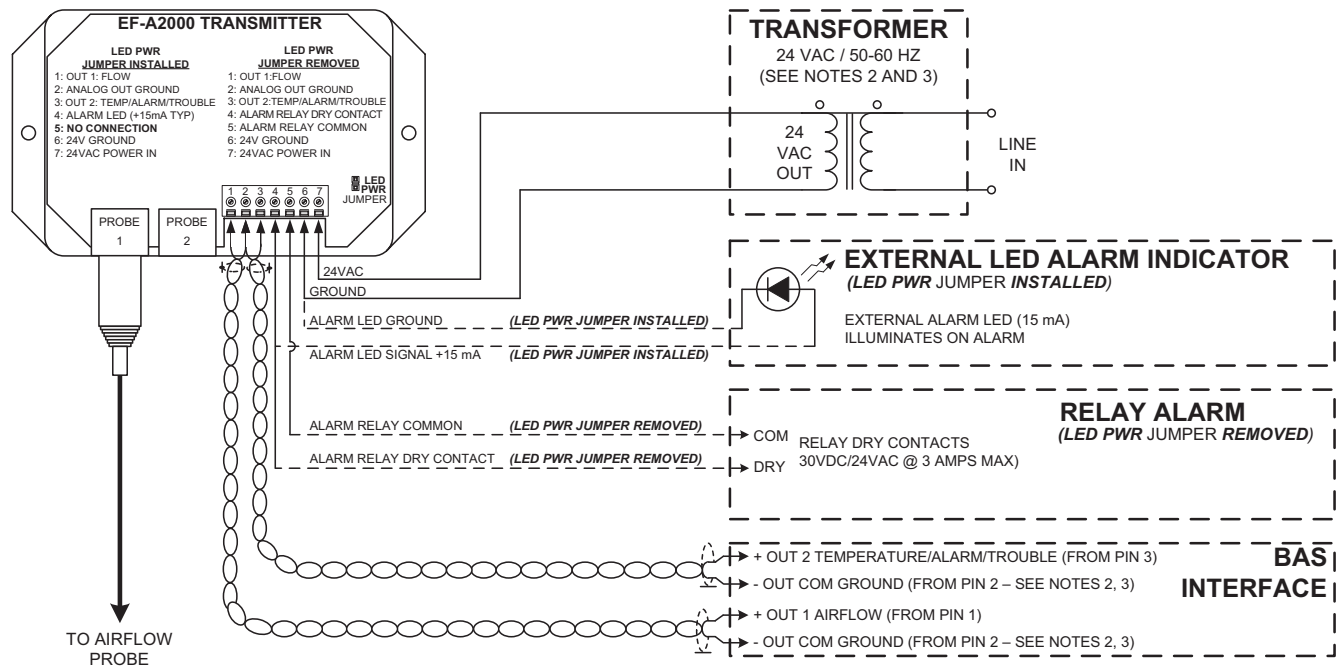 EF-A2000 TRANSMITTER
LED PWR
JUMPER INSTALLED
1: OUT 1: FLOW
2: ANALOG OUT GROUND
3: OUT 2: TEMP/ALARM/TROUBLE
4: ALARM LED (+15mA TYP)
5: NO CONNECTION
6: 24V GROUND
7: 24VAC POWER IN
LED PWR
JUMPER REMOVED
1: OUT 1:FLOW
2: ANALOG OUT GROUND
3: OUT 2:TEMP/ALARM/TROUBLE
4: ALARM RELAY DRY CONTACT
5: ALARM RELAY COMMON
6: 24V GROUND
7: 24VAC POWER IN
LED
PWR
JUMPER
1 2 3 4 5 6 7
PROBE
1
PROBE
2
TO AIRFLOW
PROBE
24VAC
GROUND
ALARM LED GROUND (LED PWR JUMPER INSTALLED)
ALARM LED SIGNAL +15 mA (LED PWR JUMPER INSTALLED)
ALARM RELAY COMMON (LED PWR JUMPER REMOVED)
ALARM RELAY DRY CONTACT (LED PWR JUMPER REMOVED)
TRANSFORMER
24 VAC / 50-60 HZ
(SEE NOTES 2 AND 3)
24
VAC
OUT
LINE
IN
EXTERNAL LED ALARM INDICATOR
(LED PWR JUMPER INSTALLED)
EXTERNAL ALARM LED (15 mA)
ILLUMINATES ON ALARM
RELAY ALARM
(LED PWR JUMPER REMOVED)
COM
DRY
RELAY DRY CONTACTS
30VDC/24VAC @ 3 AMPS MAX)
BAS
INTERFACE
+ OUT 2 TEMPERATURE/ALARM/TROUBLE (FROM PIN 3)
- OUT COM GROUND (FROM PIN 2 – SEE NOTES 2, 3)
+ OUT 1 AIRFLOW (FROM PIN 1)
- OUT COM GROUND (FROM PIN 2 – SEE NOTES 2, 3)